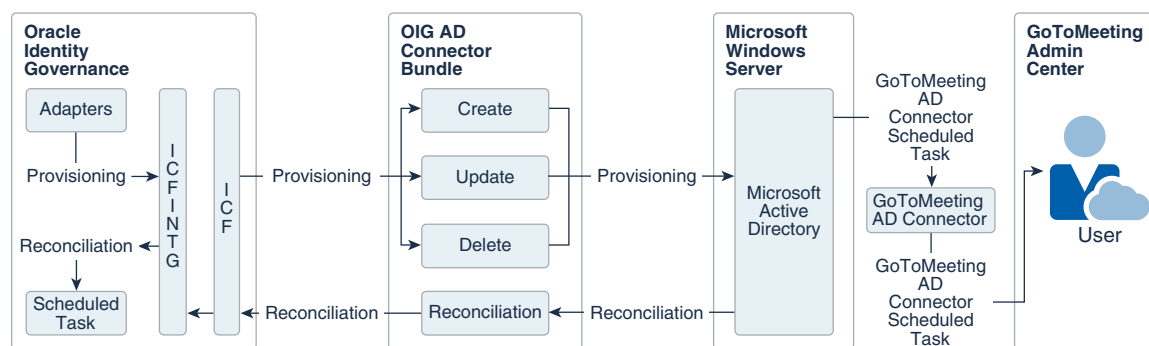 Oracle
Identity
Governance
Adapters
Provisioning
Reconciliation
Scheduled
Task
I
C
F
I
N
T
G
I
C
F
Provisioning
Reconciliation
OIG AD
Connector
Bundle
Create
Update
Delete
Reconciliation
Provisioning
Reconciliation
Microsoft
Windows
Server
Microsoft
Active
Directory
GoToMeeting
AD
Connector
Scheduled
Task
GoToMeeting
AD Connector
GoToMeeting
AD
Connector
Scheduled
Task
GoToMeeting
Admin
Center
User